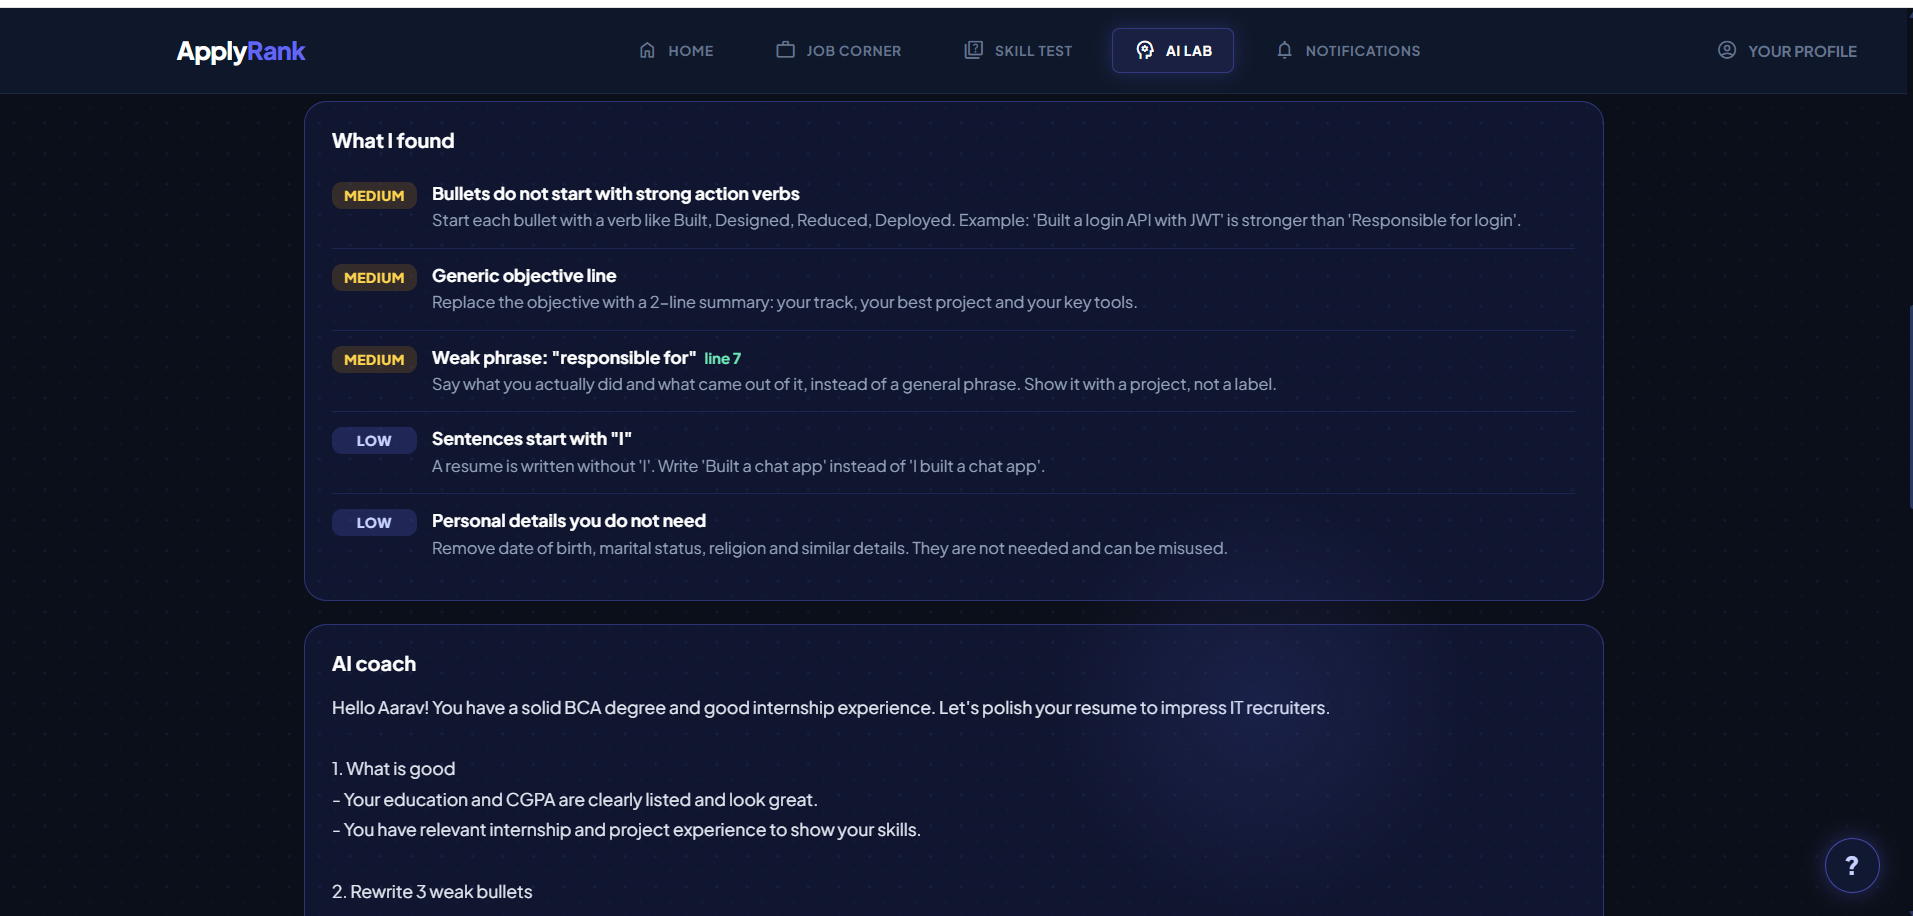 ApplyRank
HOME
JOB CORNER
SKILL TEST
AI LAB
NOTIFICATIONS
YOUR PROFILE
What I found
MEDIUM
Bullets do not start with strong action verbs
Start each bullet with a verb like Built, Designed, Reduced, Deployed. Example: 'Built a login API with JWT' is stronger than 'Responsible for login'.
MEDIUM
Generic objective line
Replace the objective with a 2-line summary: your track, your best project and your key tools.
MEDIUM
Weak phrase: "responsible for" line 7
Say what you actually did and what came out of it, instead of a general phrase. Show it with a project, not a label.
LOW
Sentences start with "I"
A resume is written without 'I'. Write 'Built a chat app' instead of 'I built a chat app'.
LOW
Personal details you do not need
Remove date of birth, marital status, religion and similar details. They are not needed and can be misused.
AI coach
Hello Aarav! You have a solid BCA degree and good internship experience. Let's polish your resume to impress IT recruiters.
1. What is good
- Your education and CGPA are clearly listed and look great.
- You have relevant internship and project experience to show your skills.
2. Rewrite 3 weak bullets
?